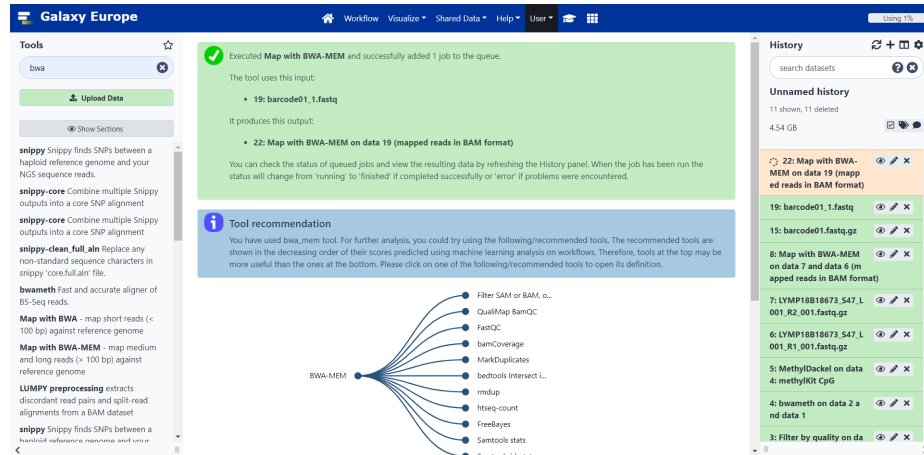 Galaxy Europe
Workflow Visualize Shared Data Help User
Using 1%
Tools
bwa
Upload Data
Show Sections
snippy Snippy finds SNPs between a
haploid reference genome and your
NGS sequence reads.
snippy-core Combine multiple Snippy
outputs into a core SNP alignment
snippy-core Combine multiple Snippy
outputs into a core SNP alignment
snippy-clean_full_aln Replace any
non-standard sequence characters in
snippy 'core.full.aln' file.
bwameth Fast and accurate aligner of
BS-Seq reads.
Map with BWA - map short reads (<
100 bp) against reference genome
Map with BWA-MEM - map medium
and long reads (> 100 bp) against
reference genome
LUMPY preprocessing extracts
discordant read pairs and split-read
alignments from a BAM dataset
snippy Snippy finds SNPs between a
haploid reference genome and your
Executed Map with BWA-MEM and successfully added 1 job to the queue.
The tool uses this input:
19: barcode01_1.fastq
It produces this output:
22: Map with BWA-MEM on data 19 (mapped reads in BAM format)
You can check the status of queued jobs and view the resulting data by refreshing the History panel. When the job has been run the
status will change from 'running' to 'finished' if completed successfully or 'error' if problems were encountered.
Tool recommendation
You have used bwa_mem tool. For further analysis, you could try using the following/recommended tools. The recommended tools are
shown in the decreasing order of their scores predicted using machine learning analysis on workflows. Therefore, tools at the top may be
more useful than the ones at the bottom. Please click on one of the following/recommended tools to open its definition.
BWA-MEM
Filter SAM or BAM, o...
QualiMap BamQC
FastQC
bamCoverage
MarkDuplicates
bedtools Intersect i...
rmdup
htseq-count
FreeBayes
Samtools stats
History
search datasets
Unnamed history
11 shown, 11 deleted
4.54 GB
22: Map with BWA-
MEM on data 19 (mapp
ed reads in BAM format)
19: barcode01_1.fastq
15: barcode01.fastq.gz
8: Map with BWA-MEM
on data 7 and data 6 (m
apped reads in BAM format)
7: LYMP18B18673_S47_L
001_R2_001.fastq.gz
6: LYMP18B18673_S47_L
001_R1_001.fastq.gz
5: MethylDackel on data
4: methylKit CpG
4: bwameth on data 2 a
nd data 1
3: Filter by quality on da